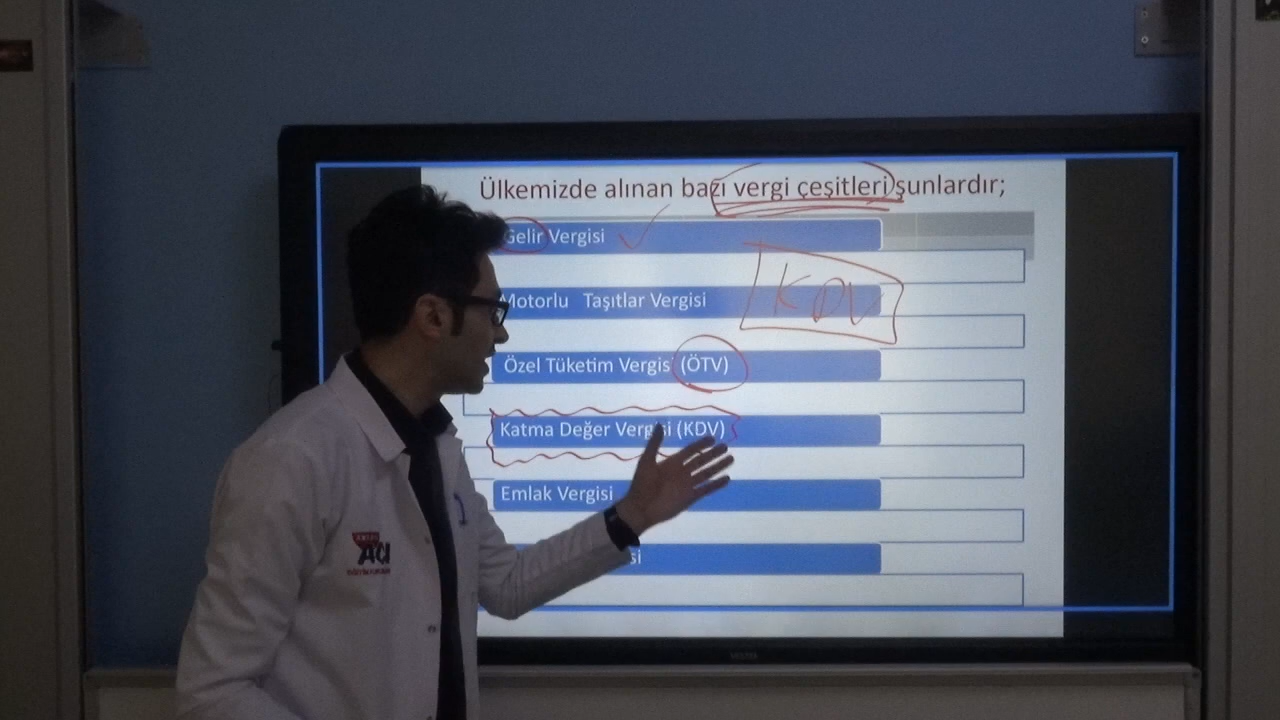 Ülkemizde alınan bazı vergi çeşitleri şunlardır;
Gelir Vergisi
KDV
Motorlu Taşıtlar Vergisi
Özel Tüketim Vergisi (ÖTV)
Katma Değer Vergisi (KDV)
Emlak Vergisi
AÇI